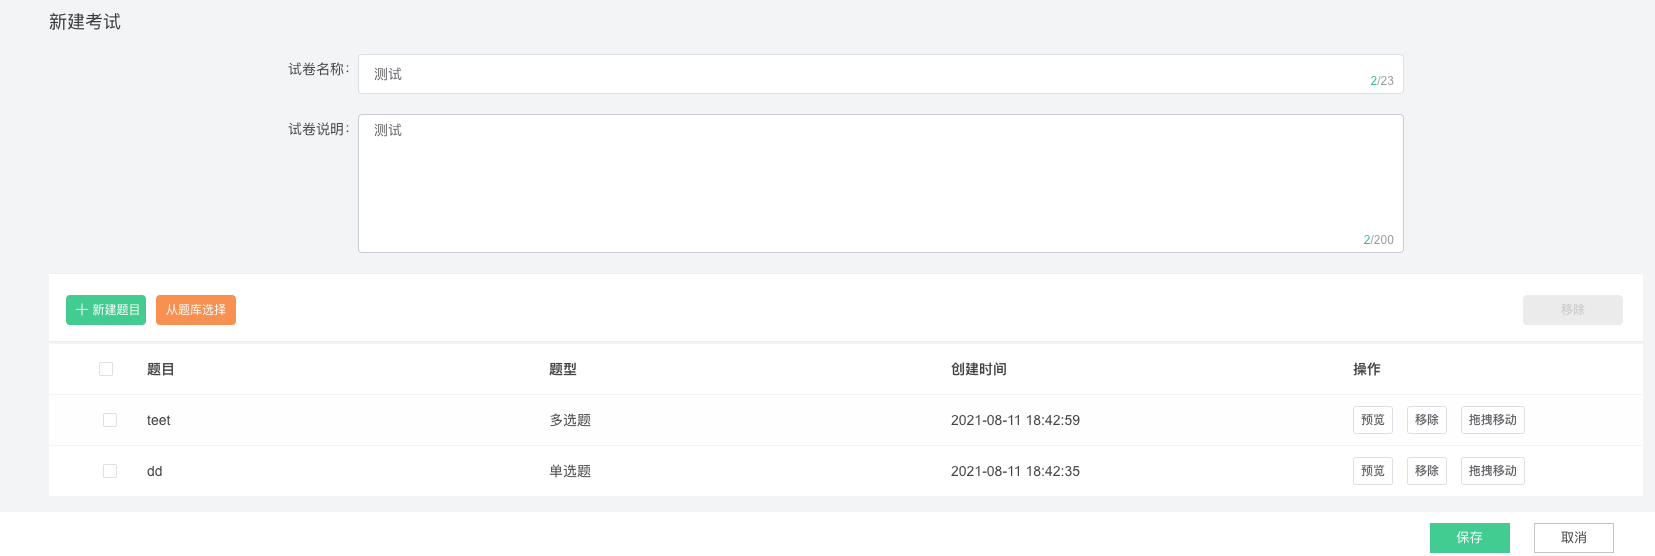 新建考试
试卷名称：
测试
2/23
试卷说明：
测试
2/200
新建题目 从题库选择 移除
题目 题型 创建时间 操作
teet 多选题 2021-08-11 18:42:59 预览 移除 拖拽移动
dd 单选题 2021-08-11 18:42:35 预览 移除 拖拽移动
保存 取消